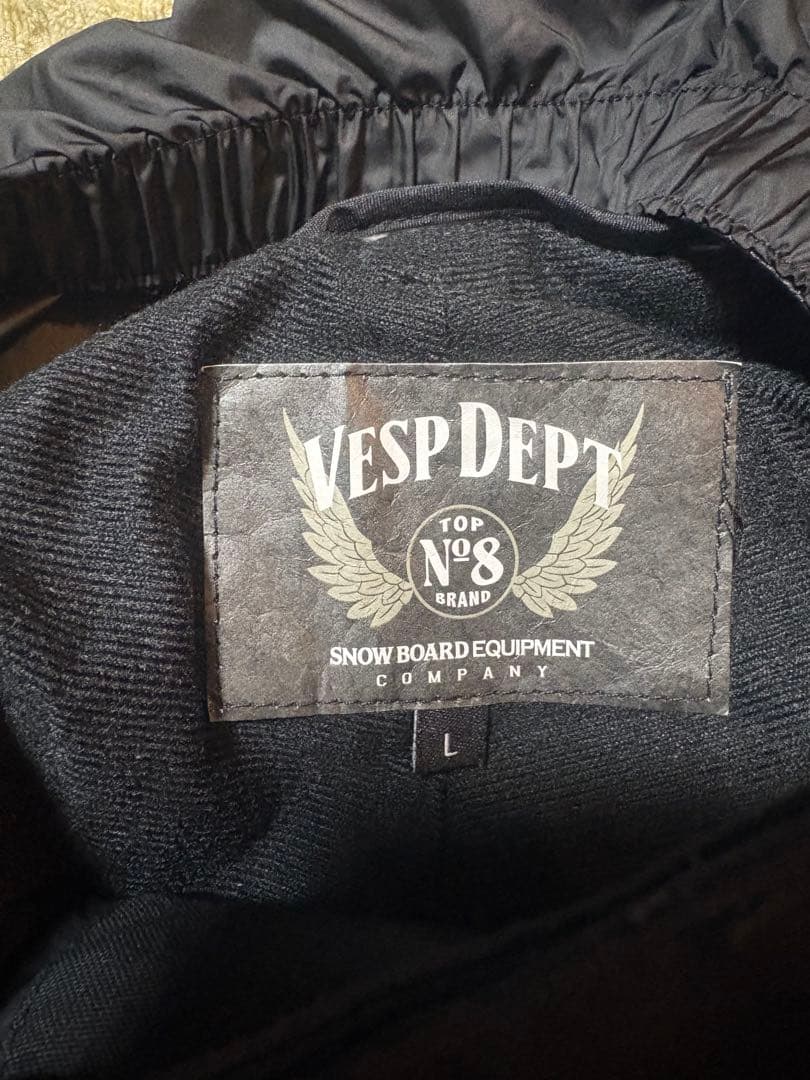 VESP DEPT
TOP
Nº8
BRAND
SNOW BOARD EQUIPMENT
COMPANY
L